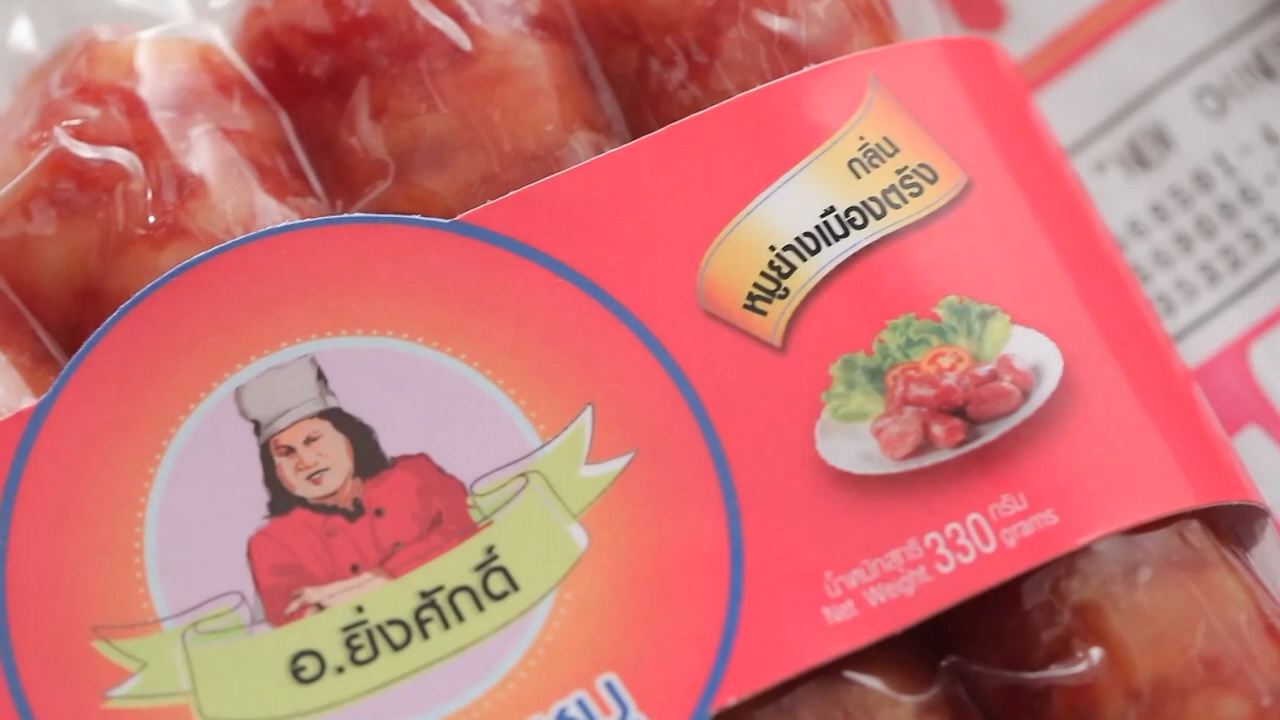 กลิ่น
หมูย่างเมืองตรัง
อ.ยิ่งศักดิ์
น้ำหนักสุทธิ 330 กรัม
Net Weight grams